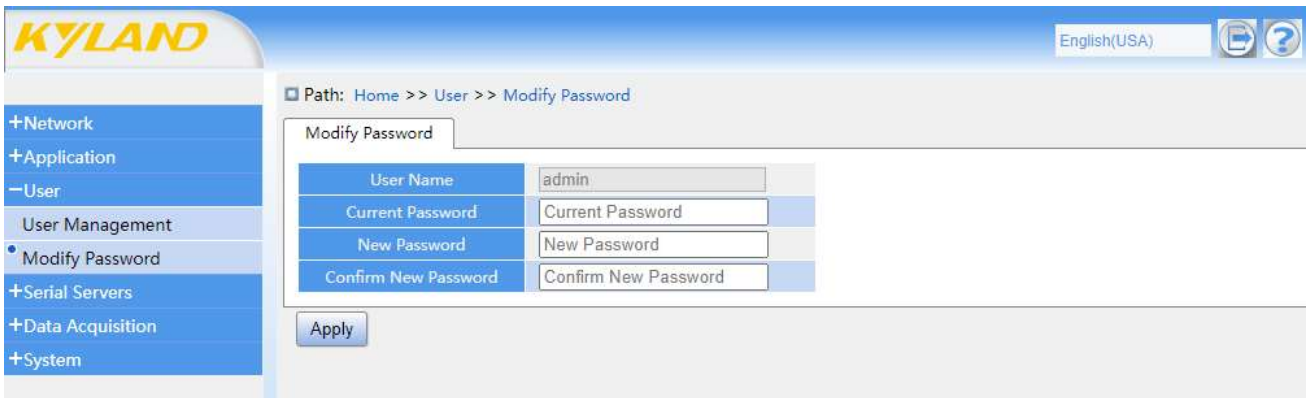 KYLAND
English(USA)
Path: Home >> User >> Modify Password
+Network
+Application
−User
User Management
Modify Password
+Serial Servers
+Data Acquisition
+System
Modify Password
User Name admin
Current Password Current Password
New Password New Password
Confirm New Password Confirm New Password
Apply